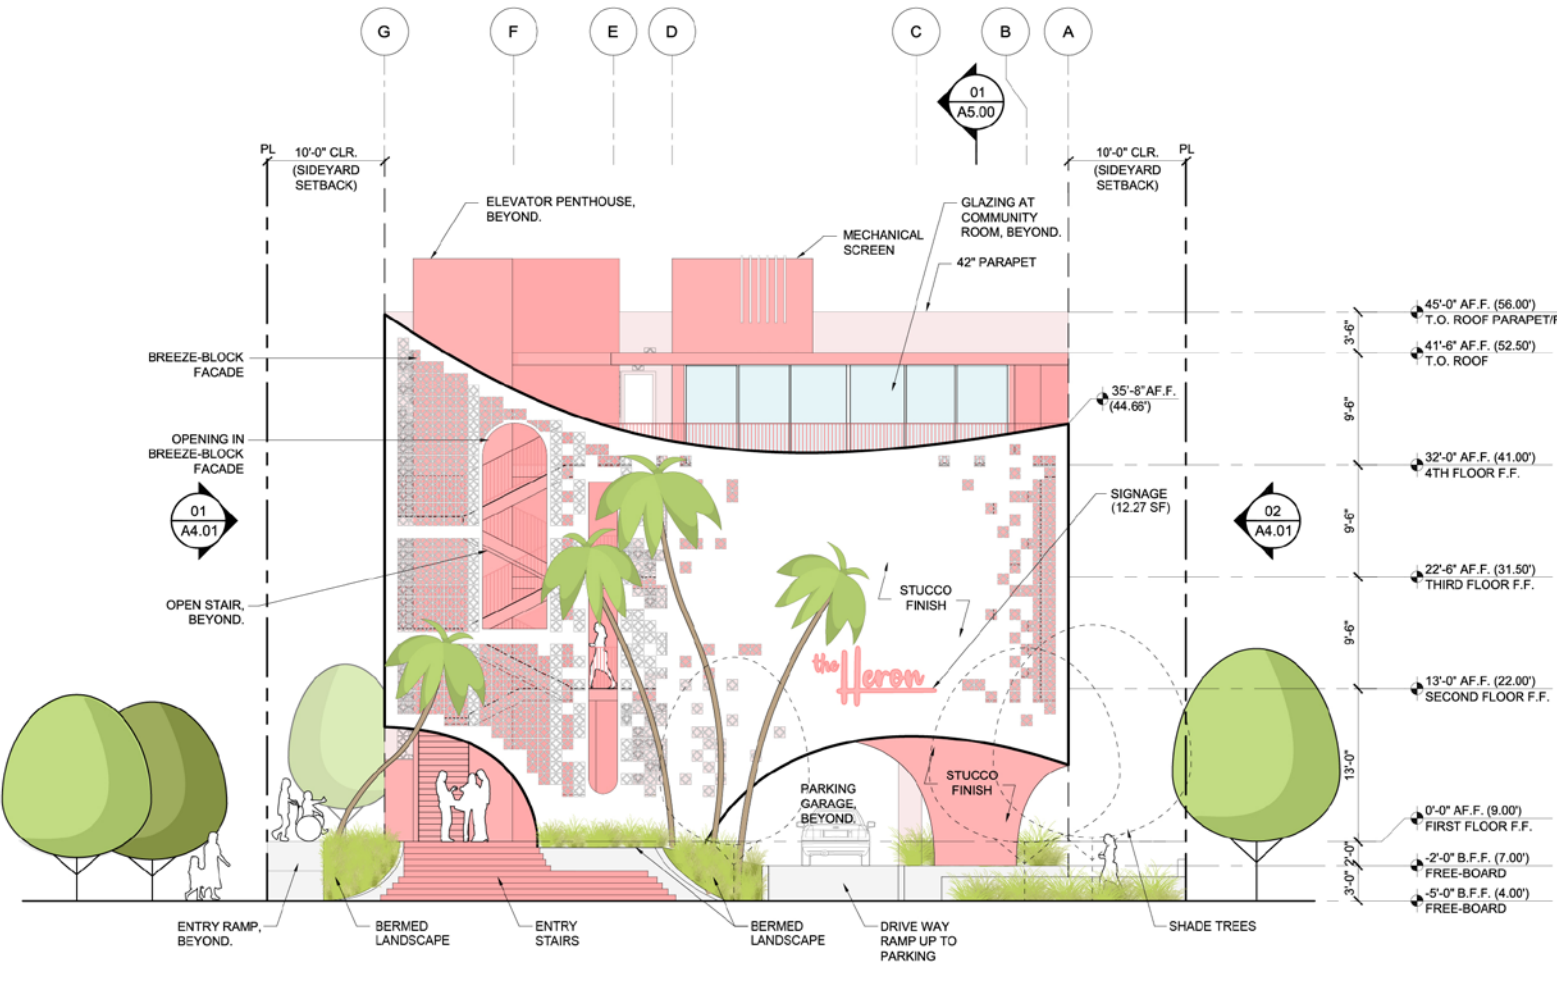 G
F
E
D
C
B
A
01
A5.00
PL
10'-0" CLR.
(SIDEYARD
SETBACK)
10'-0" CLR.
PL
(SIDEYARD
SETBACK)
ELEVATOR PENTHOUSE,
BEYOND.
MECHANICAL
SCREEN
GLAZING AT
COMMUNITY
ROOM, BEYOND.
42" PARAPET
45'-0" AF.F. (56.00')
T.O. ROOF PARAPET/
3'-6"
41'-6" AF.F. (52.50')
T.O. ROOF
BREEZE-BLOCK
FACADE
35'-8"AF.F.
(44.66')
9'-6"
OPENING IN
BREEZE-BLOCK
FACADE
32'-0" AF.F. (41.00')
4TH FLOOR F.F.
01
A4.01
SIGNAGE
(12.27 SF)
02
A4.01
9'-6"
22'-6" AF.F. (31.50')
THIRD FLOOR F.F.
STUCCO
FINISH
OPEN STAIR,
BEYOND.
9'-6"
the Heron
13'-0" AF.F. (22.00')
SECOND FLOOR F.F.
13'-0"
STUCCO
FINISH
PARKING
GARAGE,
BEYOND.
0'-0" AF.F. (9.00')
FIRST FLOOR F.F.
2'-0"
-2'-0" B.F.F. (7.00')
FREE-BOARD
3'-0"
-5'-0" B.F.F. (4.00')
FREE-BOARD
ENTRY RAMP,
BEYOND.
BERMED
LANDSCAPE
ENTRY
STAIRS
BERMED
LANDSCAPE
DRIVE WAY
RAMP UP TO
PARKING
SHADE TREES